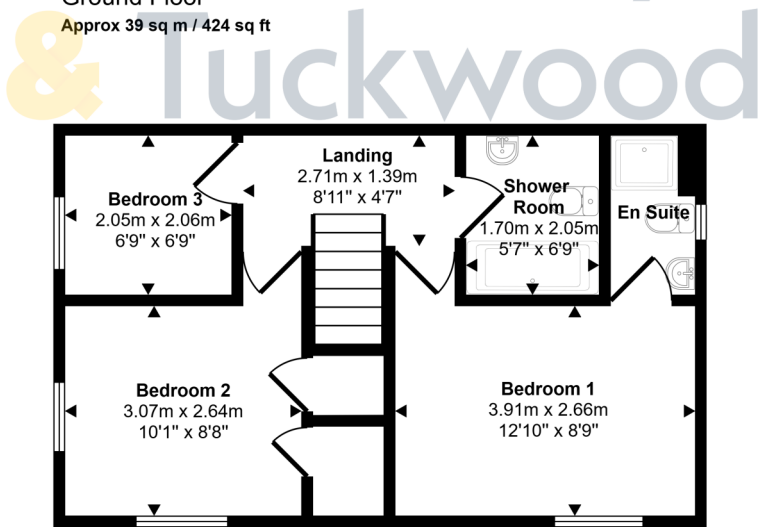 Ground Floor
Approx 39 sq m / 424 sq ft
& Tuckwood
Landing
2.71m x 1.39m
8'11" x 4'7"
Bedroom 3
2.05m x 2.06m
6'9" x 6'9"
Shower
Room
1.70m x 2.05m
5'7" x 6'9"
En Suite
Bedroom 2
3.07m x 2.64m
10'1" x 8'8"
Bedroom 1
3.91m x 2.66m
12'10" x 8'9"